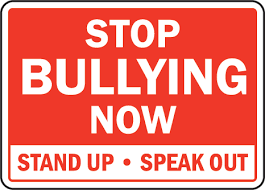 STOP
BULLYING
NOW
STAND UP • SPEAK OUT